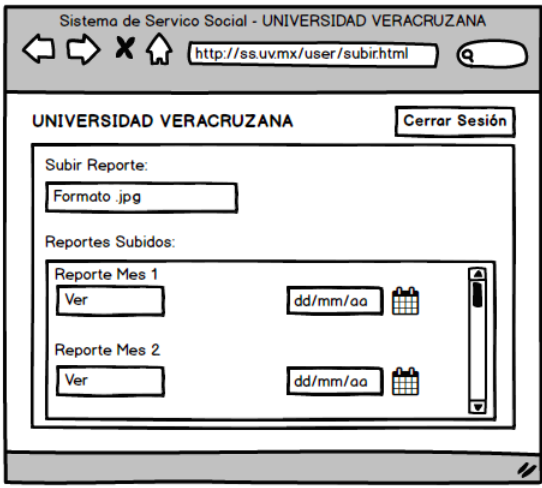 Sistema de Servico Social - UNIVERSIDAD VERACRUZANA
http://ss.uv.mx/user/subir.html
UNIVERSIDAD VERACRUZANA
Cerrar Sesión
Subir Reporte:
Formato .jpg
Reportes Subidos:
Reporte Mes 1
Ver dd/mm/aa
Reporte Mes 2
Ver dd/mm/aa